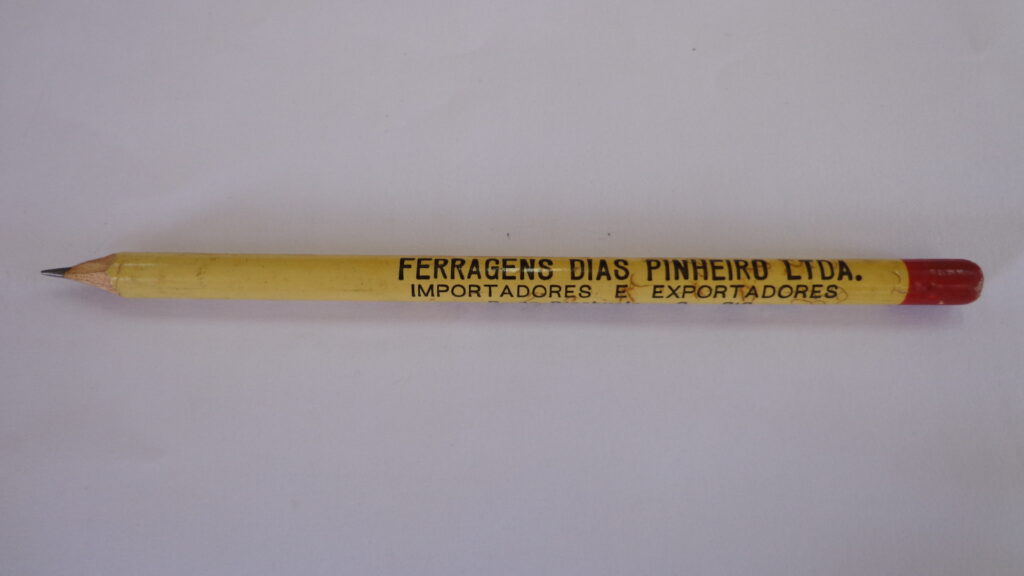 FERRAGENS DIAS PINHEIRO LTDA.
IMPORTADORES E EXPORTADORES